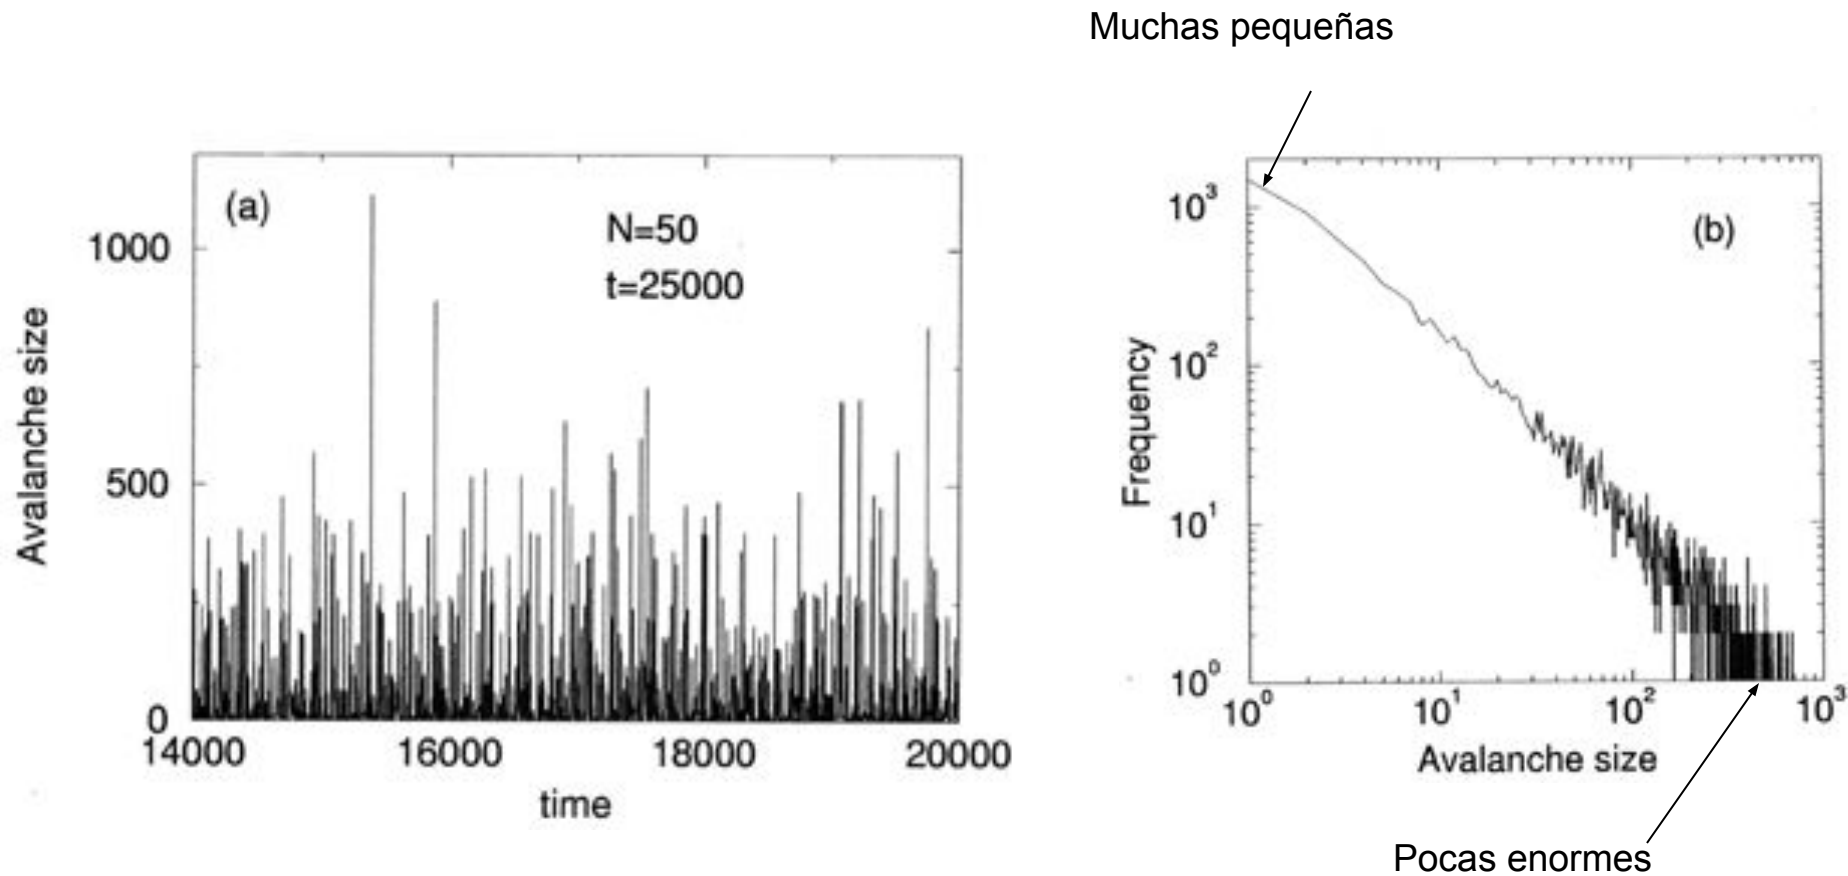 Muchas pequeñas
(a)
N=50
t=25000
1000
500
0
Avalanche size
14000 16000 18000 20000
time
(b)
10³
10²
10¹
10⁰
Frequency
10⁰ 10¹ 10² 10³
Avalanche size
Pocas enormes